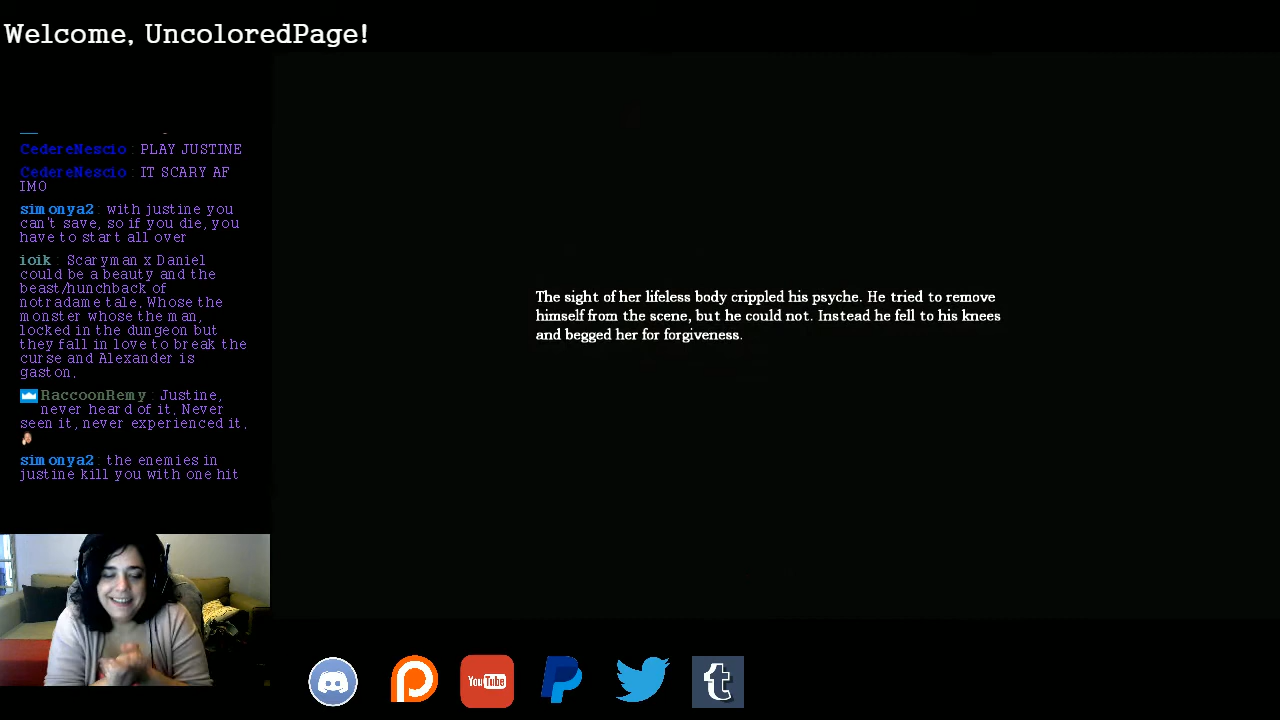 Welcome, UncoloredPage!
CedereNescio : PLAY JUSTINE
CedereNescio : IT SCARY AF
IMO
simonya2 : with justine you
can't save, so if you die, you
have to start all over
ioik : Scaryman x Daniel
could be a beauty and the
beast/hunchback of
notradame tale. Whose the
monster whose the man,
locked in the dungeon but
they fall in love to break the
curse and Alexander is
gaston.
RaccoonRemy : Justine,
never heard of it. Never
seen it, never experienced it.
simonya2 : the enemies in
justine kill you with one hit
The sight of her lifeless body crippled his psyche. He tried to remove
himself from the scene, but he could not. Instead he fell to his knees
and begged her for forgiveness.
You Tube